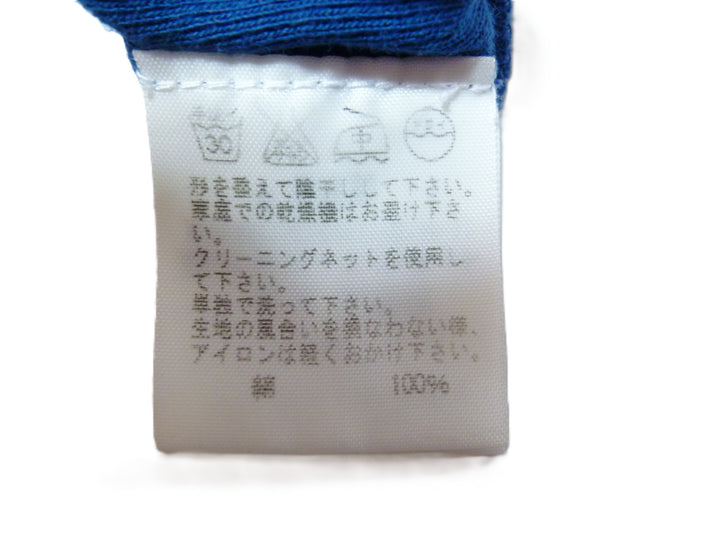 30
中
形を整えて陰干ししして下さい。
家庭での乾燥機はお避け下さ
い。
クリーニングネットを使用し
て下さい。
単独で洗って下さい。
生地の風合いを損なわない様、
アイロンは軽くおかけ下さい。
綿 100%